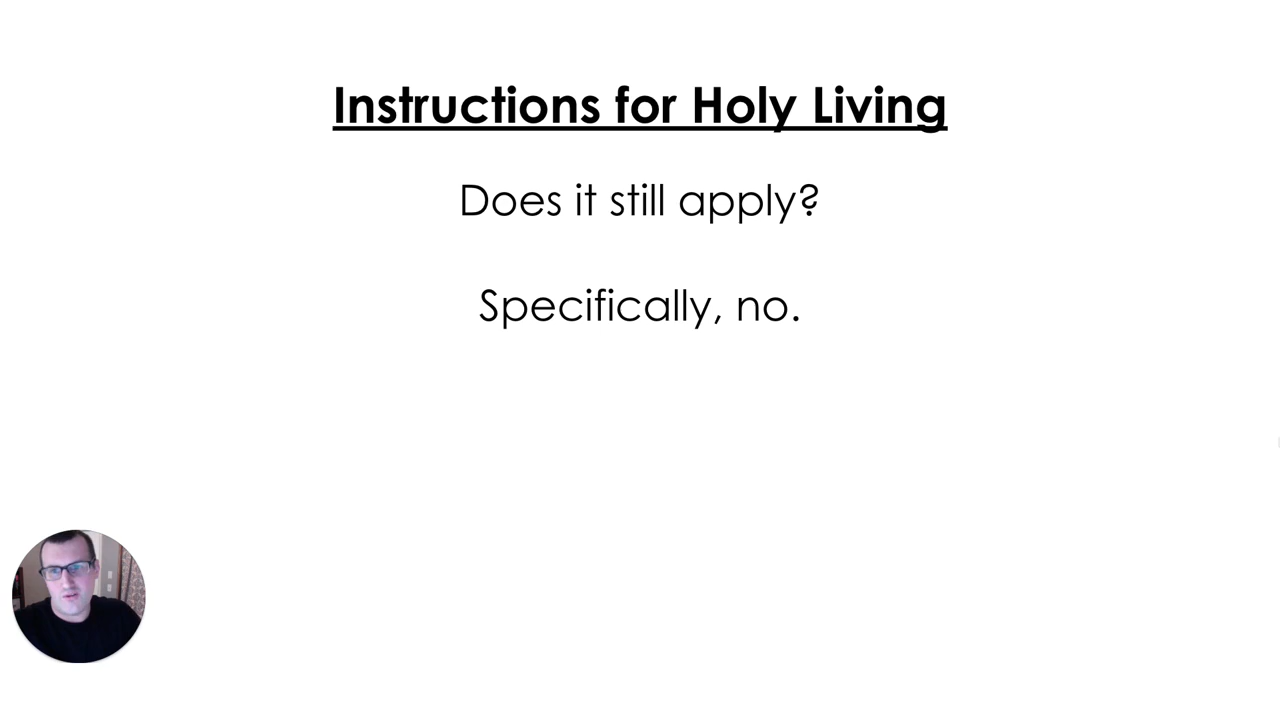 Instructions for Holy Living
Does it still apply?
Specifically, no.